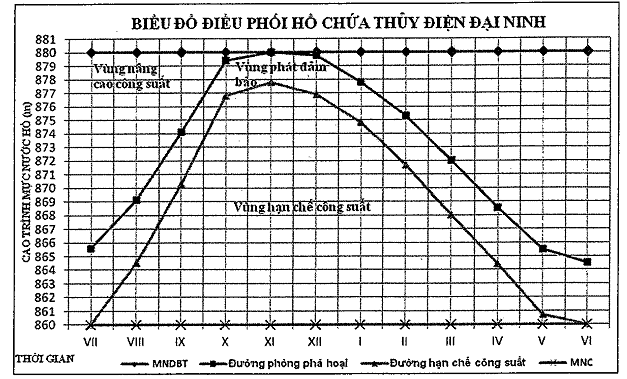 BIỂU ĐỒ ĐIỀU PHỐI HỒ CHỨA THỦY ĐIỆN ĐẠI NINH
CAO TRÌNH MỰC NƯỚC HỒ (m)
881
880
879
878
877
876
875
874
873
872
871
870
869
868
867
866
865
864
863
862
861
860
Vùng nâng
cao công suất
Vùng phát đảm
bảo
Vùng hạn chế công suất
VII VIII IX X XI XII I II III IV V VI
THỜI GIAN
MNDBT Đường phòng phá hoại Đường hạn chế công suất MNC